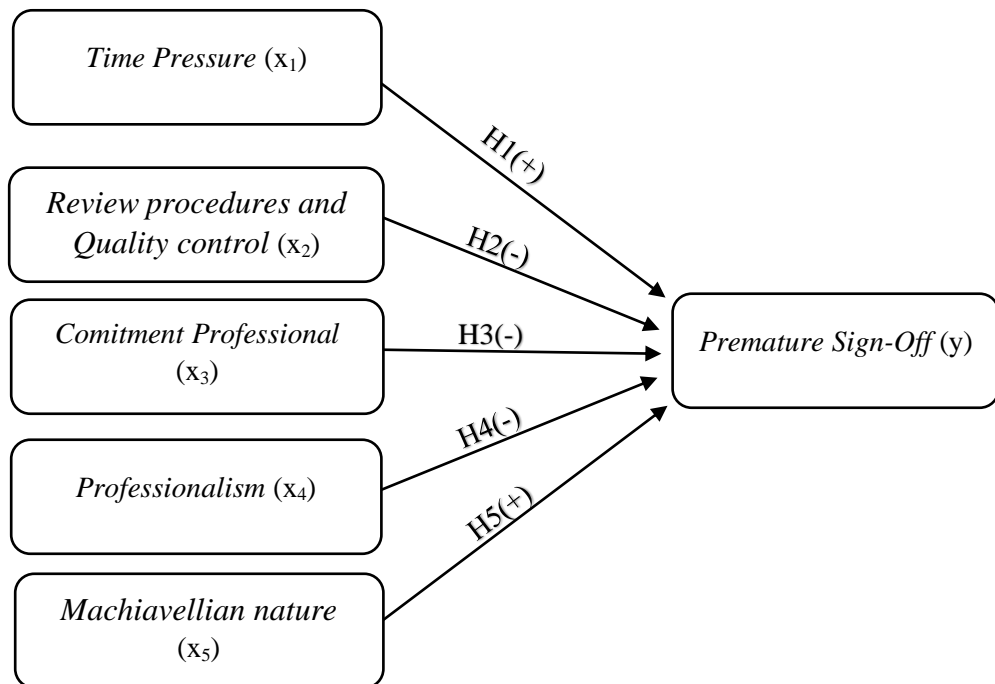 Time Pressure (x₁)
H1(+)
Review procedures and
Quality control (x₂)
H2(-)
Comitment Professional
(x₃)
H3(-)
Premature Sign-Off (y)
Professionalism (x₄)
H4(-)
Machiavellian nature
(x₅)
H5(+)